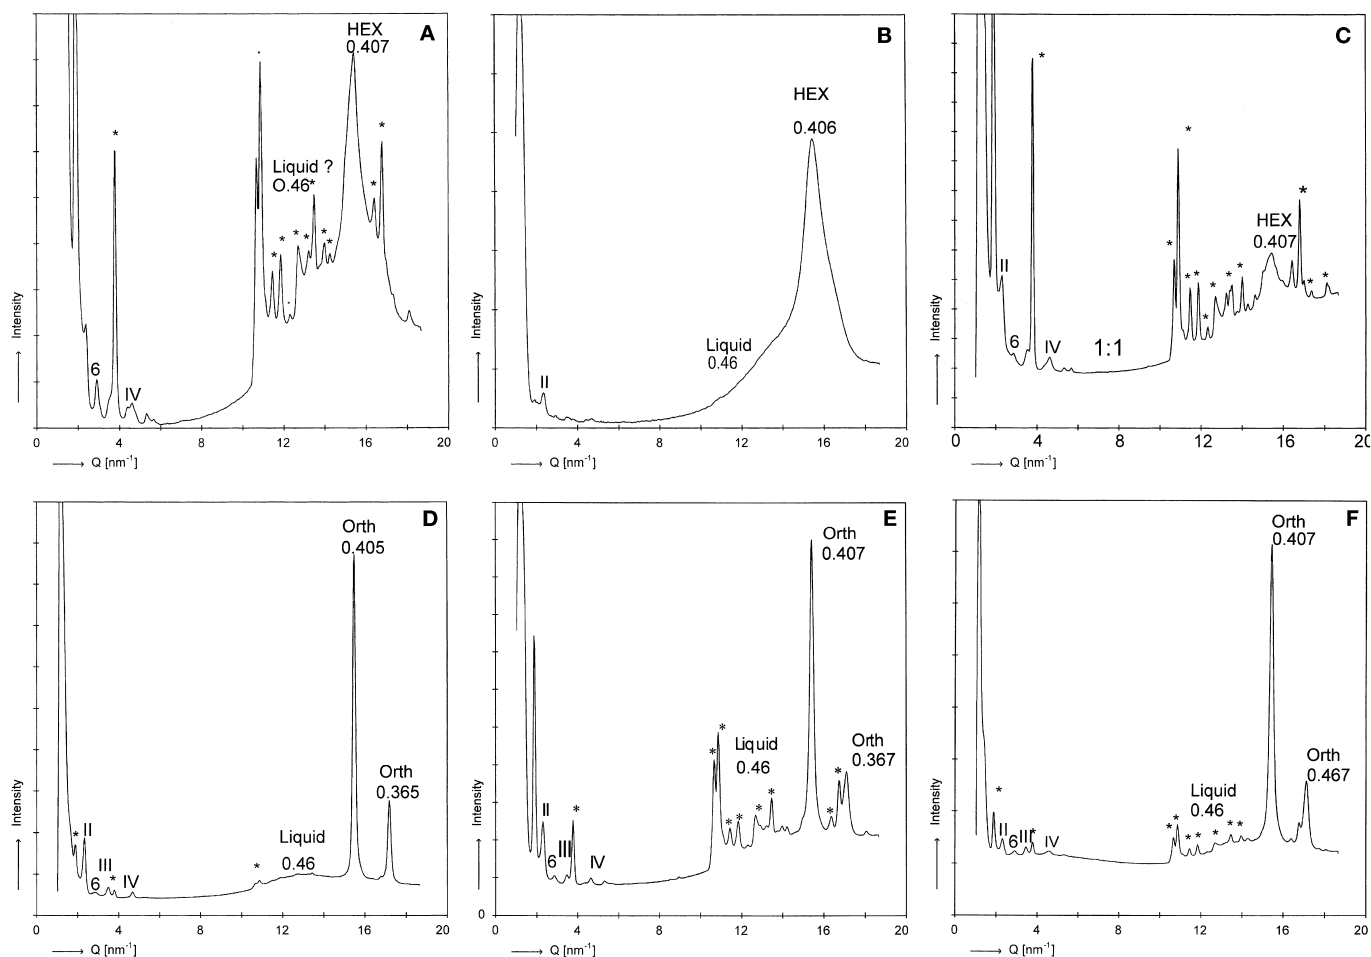 A
HEX
0.407
*
Liquid ?
O.46
*
*
*
*
*
*
*
*
*
*
6
IV
Intensity
0
4
8
12
16
20
Q [nm-1]
B
HEX
0.406
Liquid
0.46
II
Intensity
0
4
8
12
16
20
Q [nm-1]
C
*
*
*
HEX
0.407
*
*
*
*
*
*
*
*
*
II
6
IV
1:1
Intensity
0
4
8
12
16
20
Q [nm-1]
D
Orth
0.405
Orth
0.365
Liquid
0.46
*
*
II
III
6
*
IV
Intensity
0
4
8
12
16
20
Q [nm-1]
E
Orth
0.407
Orth
0.367
Liquid
0.46
*
*
*
*
*
*
*
*
*
II
6
III
IV
Intensity
0
0
4
8
12
16
20
Q [nm-1]
F
Orth
0.407
Orth
0.467
Liquid
0.46
*
*
*
*
*
*
*
*
*
II
6
III
IV
Intensity
0
4
8
12
16
20
Q [nm-1]